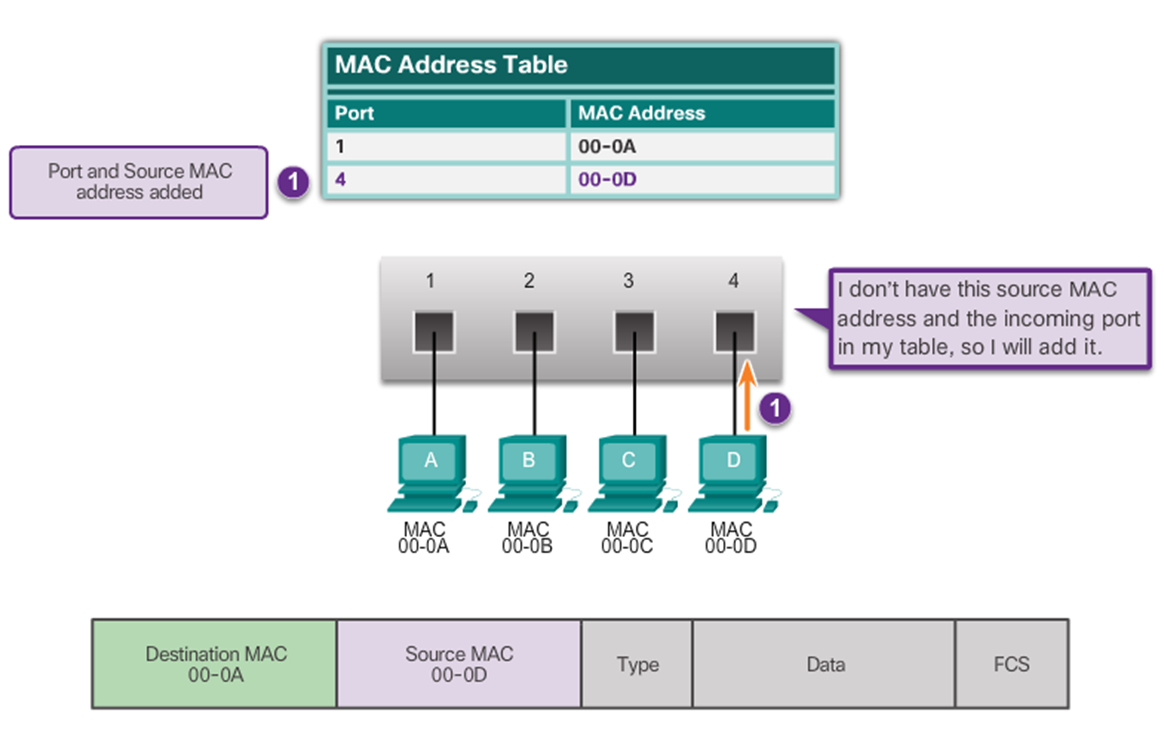 MAC Address Table
Port MAC Address
1 00-0A
4 00-0D
Port and Source MAC
address added
1
1 2 3 4
I don't have this source MAC
address and the incoming port
in my table, so I will add it.
1
A B C D
MAC MAC MAC MAC
00-0A 00-0B 00-0C 00-0D
Destination MAC
00-0A
Source MAC
00-0D
Type
Data
FCS